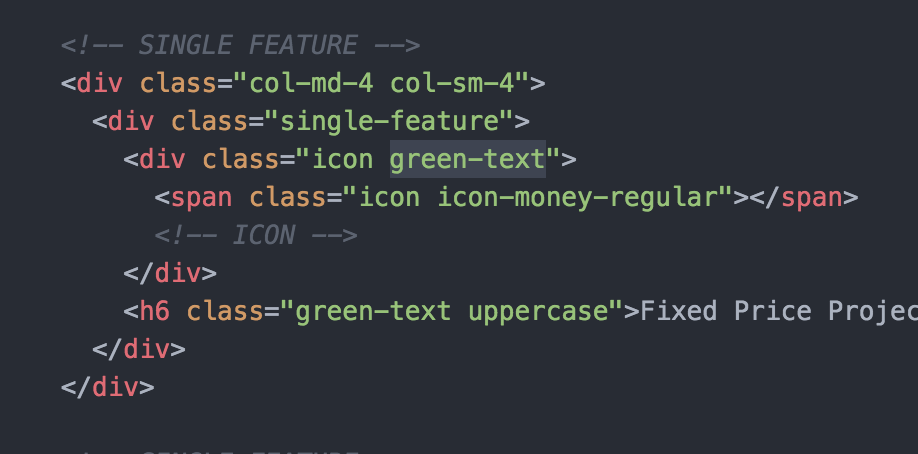 <!-- SINGLE FEATURE -->
<div class="col-md-4 col-sm-4">
<div class="single-feature">
<div class="icon green-text">
<span class="icon icon-money-regular"></span>
<!-- ICON -->
</div>
<h6 class="green-text uppercase">Fixed Price Projec
</div>
</div>